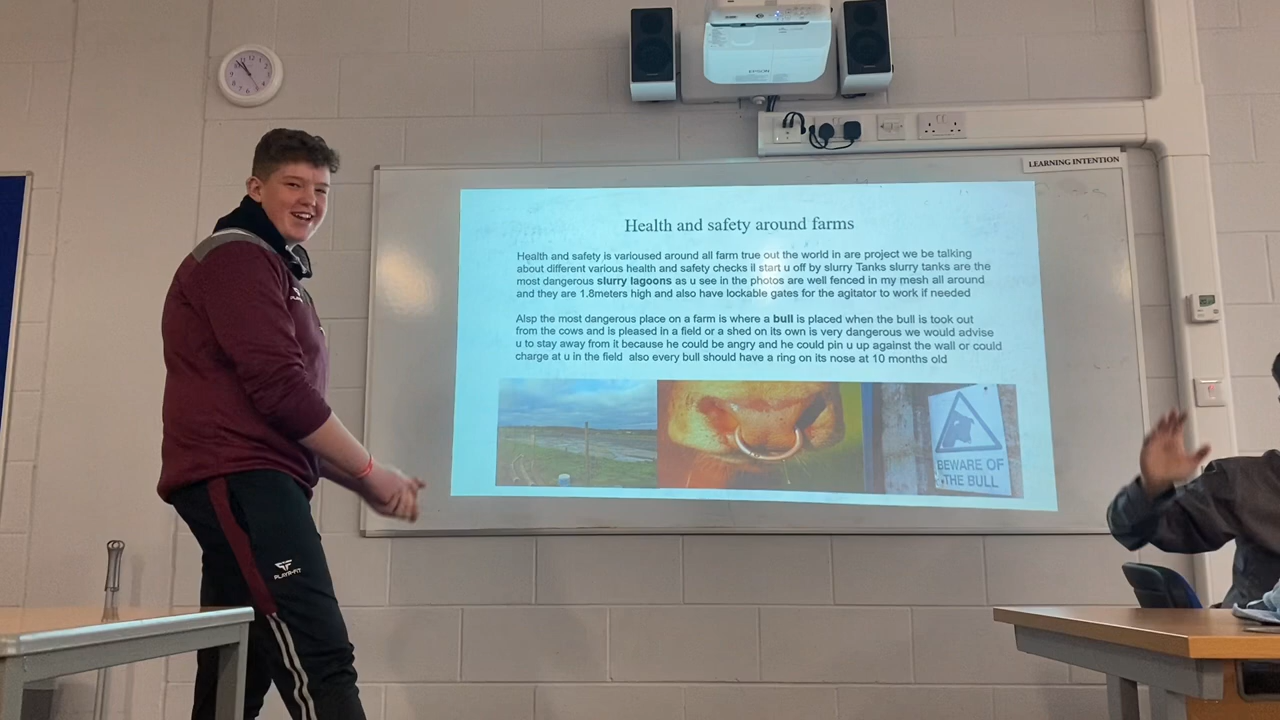 EPSON
LEARNING INTENTION
Health and safety around farms
Health and safety is varioused around all farm true out the world in are project we be talking
about different various health and safety checks il start u off by slurry Tanks slurry tanks are the
most dangerous slurry lagoons as u see in the photos are well fenced in my mesh all around
and they are 1.8meters high and also have lockable gates for the agitator to work if needed
Alsp the most dangerous place on a farm is where a bull is placed when the bull is took out
from the cows and is pleased in a field or a shed on its own is very dangerous we would advise
u to stay away from it because he could be angry and he could pin u up against the wall or could
charge at u in the field also every bull should have a ring on its nose at 10 months old
BEWARE OF
THE BULL
PLAYR-FIT